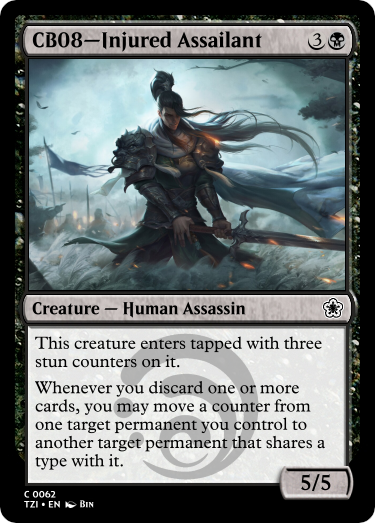 CB08—Injured Assailant 3
Creature — Human Assassin
This creature enters tapped with three
stun counters on it.
Whenever you discard one or more
cards, you may move a counter from
one target permanent you control to
another target permanent that shares a
type with it.
5/5
C 0062
TZI • EN BIN